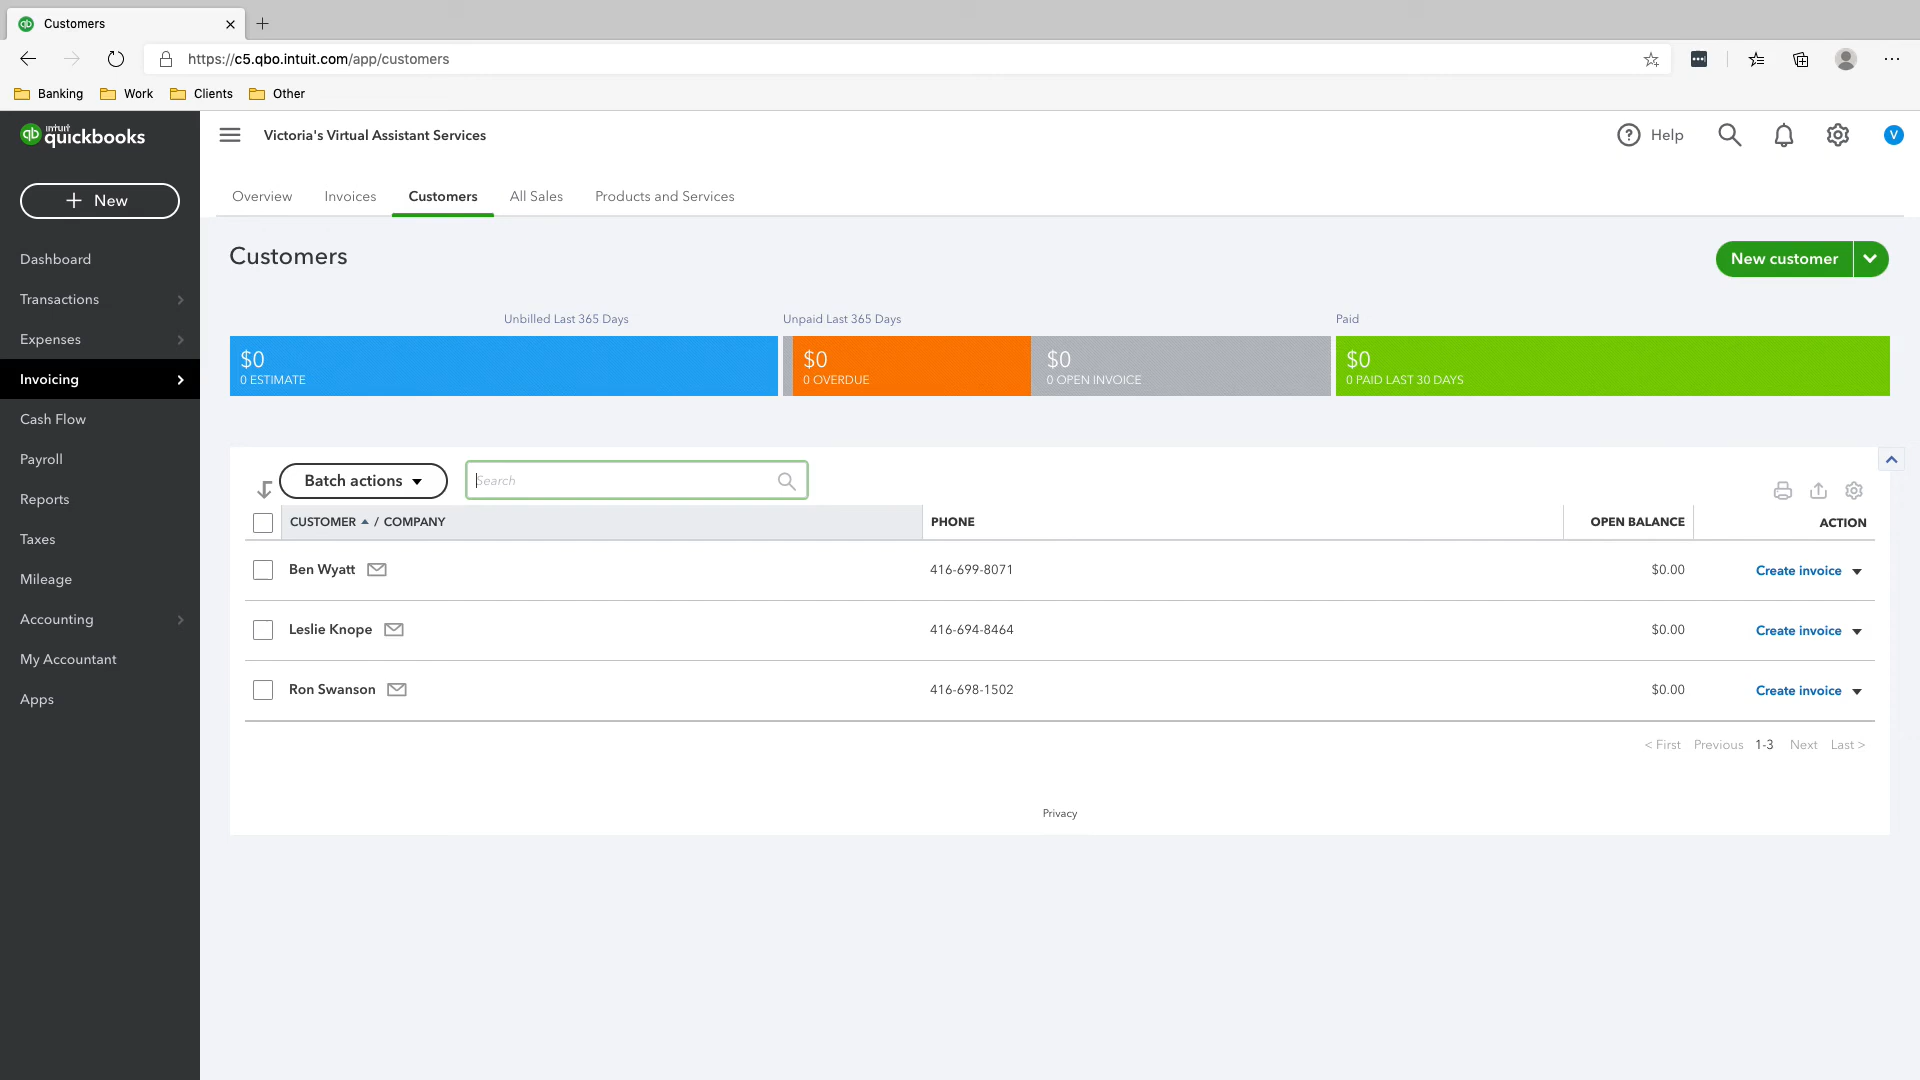 Customers
https://c5.qbo.intuit.com/app/customers
Banking Work Clients Other
intuit quickbooks
Victoria's Virtual Assistant Services
Help
V
New
Overview Invoices Customers All Sales Products and Services
Dashboard
Transactions
Expenses
Invoicing
Cash Flow
Payroll
Reports
Taxes
Mileage
Accounting
My Accountant
Apps
Customers
New customer
Unbilled Last 365 Days Unpaid Last 365 Days Paid
$0 $0 $0 $0
0 ESTIMATE 0 OVERDUE 0 OPEN INVOICE 0 PAID LAST 30 DAYS
Batch actions Search
CUSTOMER / COMPANY PHONE OPEN BALANCE ACTION
Ben Wyatt 416-699-8071 $0.00 Create invoice
Leslie Knope 416-694-8464 $0.00 Create invoice
Ron Swanson 416-698-1502 $0.00 Create invoice
< First Previous 1-3 Next Last >
Privacy